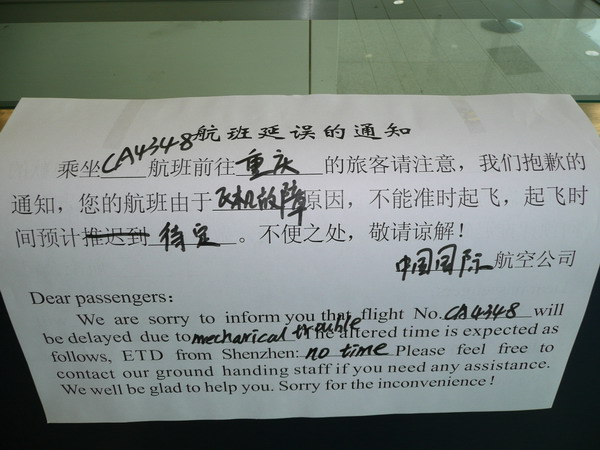 航班延误的通知
乘坐CA4348航班前往重庆的旅客请注意，我们抱歉的
通知，您的航班由于飞机故障原因，不能准时起飞，起飞时
间预计推迟到待定。不便之处，敬请谅解！
中国国际航空公司
Dear passengers:
We are sorry to inform you that flight No. CA4348 will
be delayed due to mechanical trouble The altered time is expected as
follows, ETD from Shenzhen: no time Please feel free to
contact our ground handing staff if you need any assistance.
We well be glad to help you. Sorry for the inconvenience!